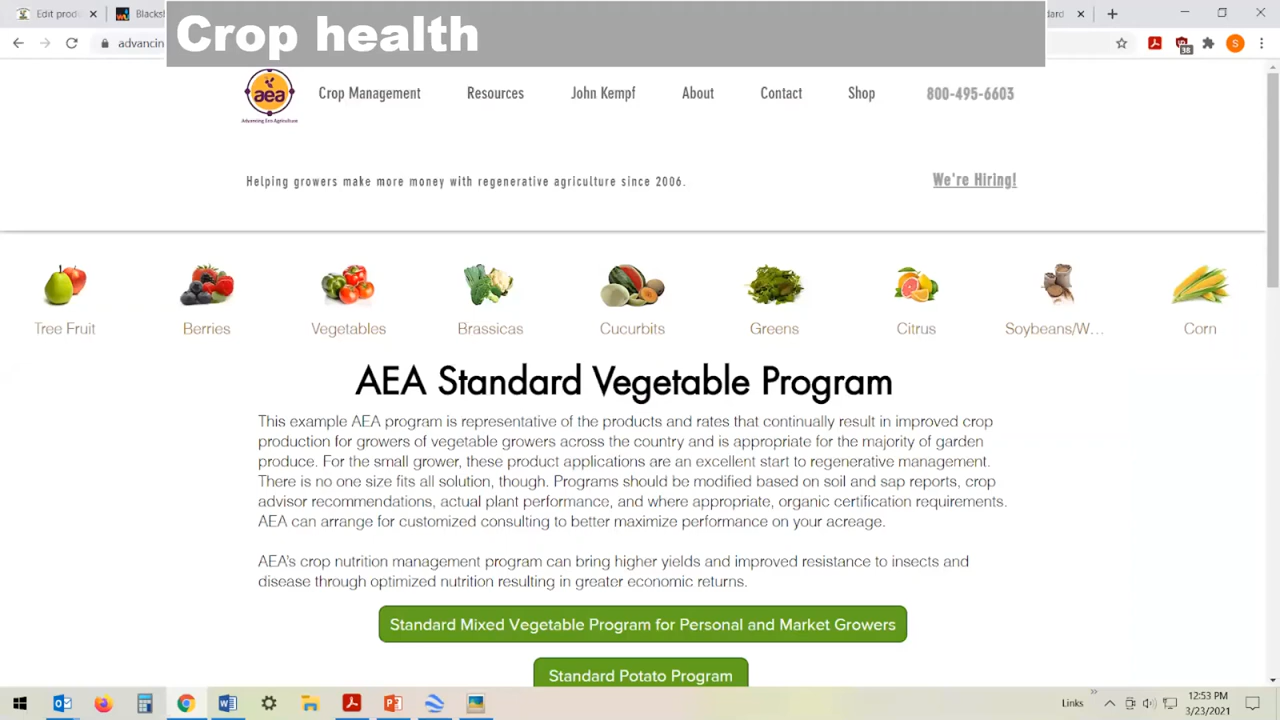 Edit produ
Blacksh
Stand
Crop health
advancing
38
S
aea
Advancing Eco Agriculture
Crop Management
Resources
John Kempf
About
Contact
Shop
800-495-6603
Helping growers make more money with regenerative agriculture since 2006.
We're Hiring!
Tree Fruit
Berries
Vegetables
Brassicas
Cucurbits
Greens
Citrus
Soybeans/W...
Corn
AEA Standard Vegetable Program
This example AEA program is representative of the products and rates that continually result in improved crop
production for growers of vegetable growers across the country and is appropriate for the majority of garden
produce. For the small grower, these product applications are an excellent start to regenerative management.
There is no one size fits all solution, though. Programs should be modified based on soil and sap reports, crop
advisor recommendations, actual plant performance, and where appropriate, organic certification requirements.
AEA can arrange for customized consulting to better maximize performance on your acreage.
AEA's crop nutrition management program can bring higher yields and improved resistance to insects and
disease through optimized nutrition resulting in greater economic returns.
Standard Mixed Vegetable Program for Personal and Market Growers
Standard Potato Program
Links
12:53 PM
3/23/2021